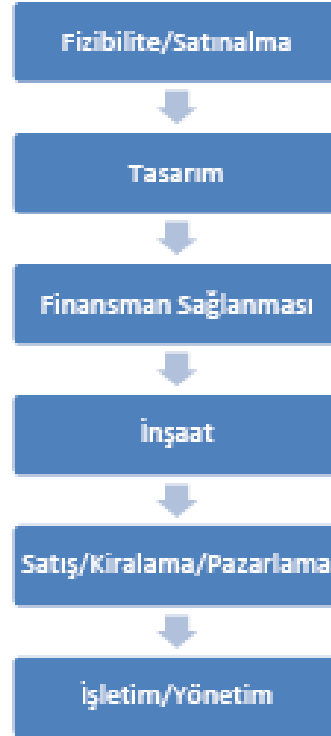 Fizibilite/Satınalma
Tasarım
Finansman Sağlanması
İnşaat
Satış/Kiralama/Pazarlama
İşletim/Yönetim